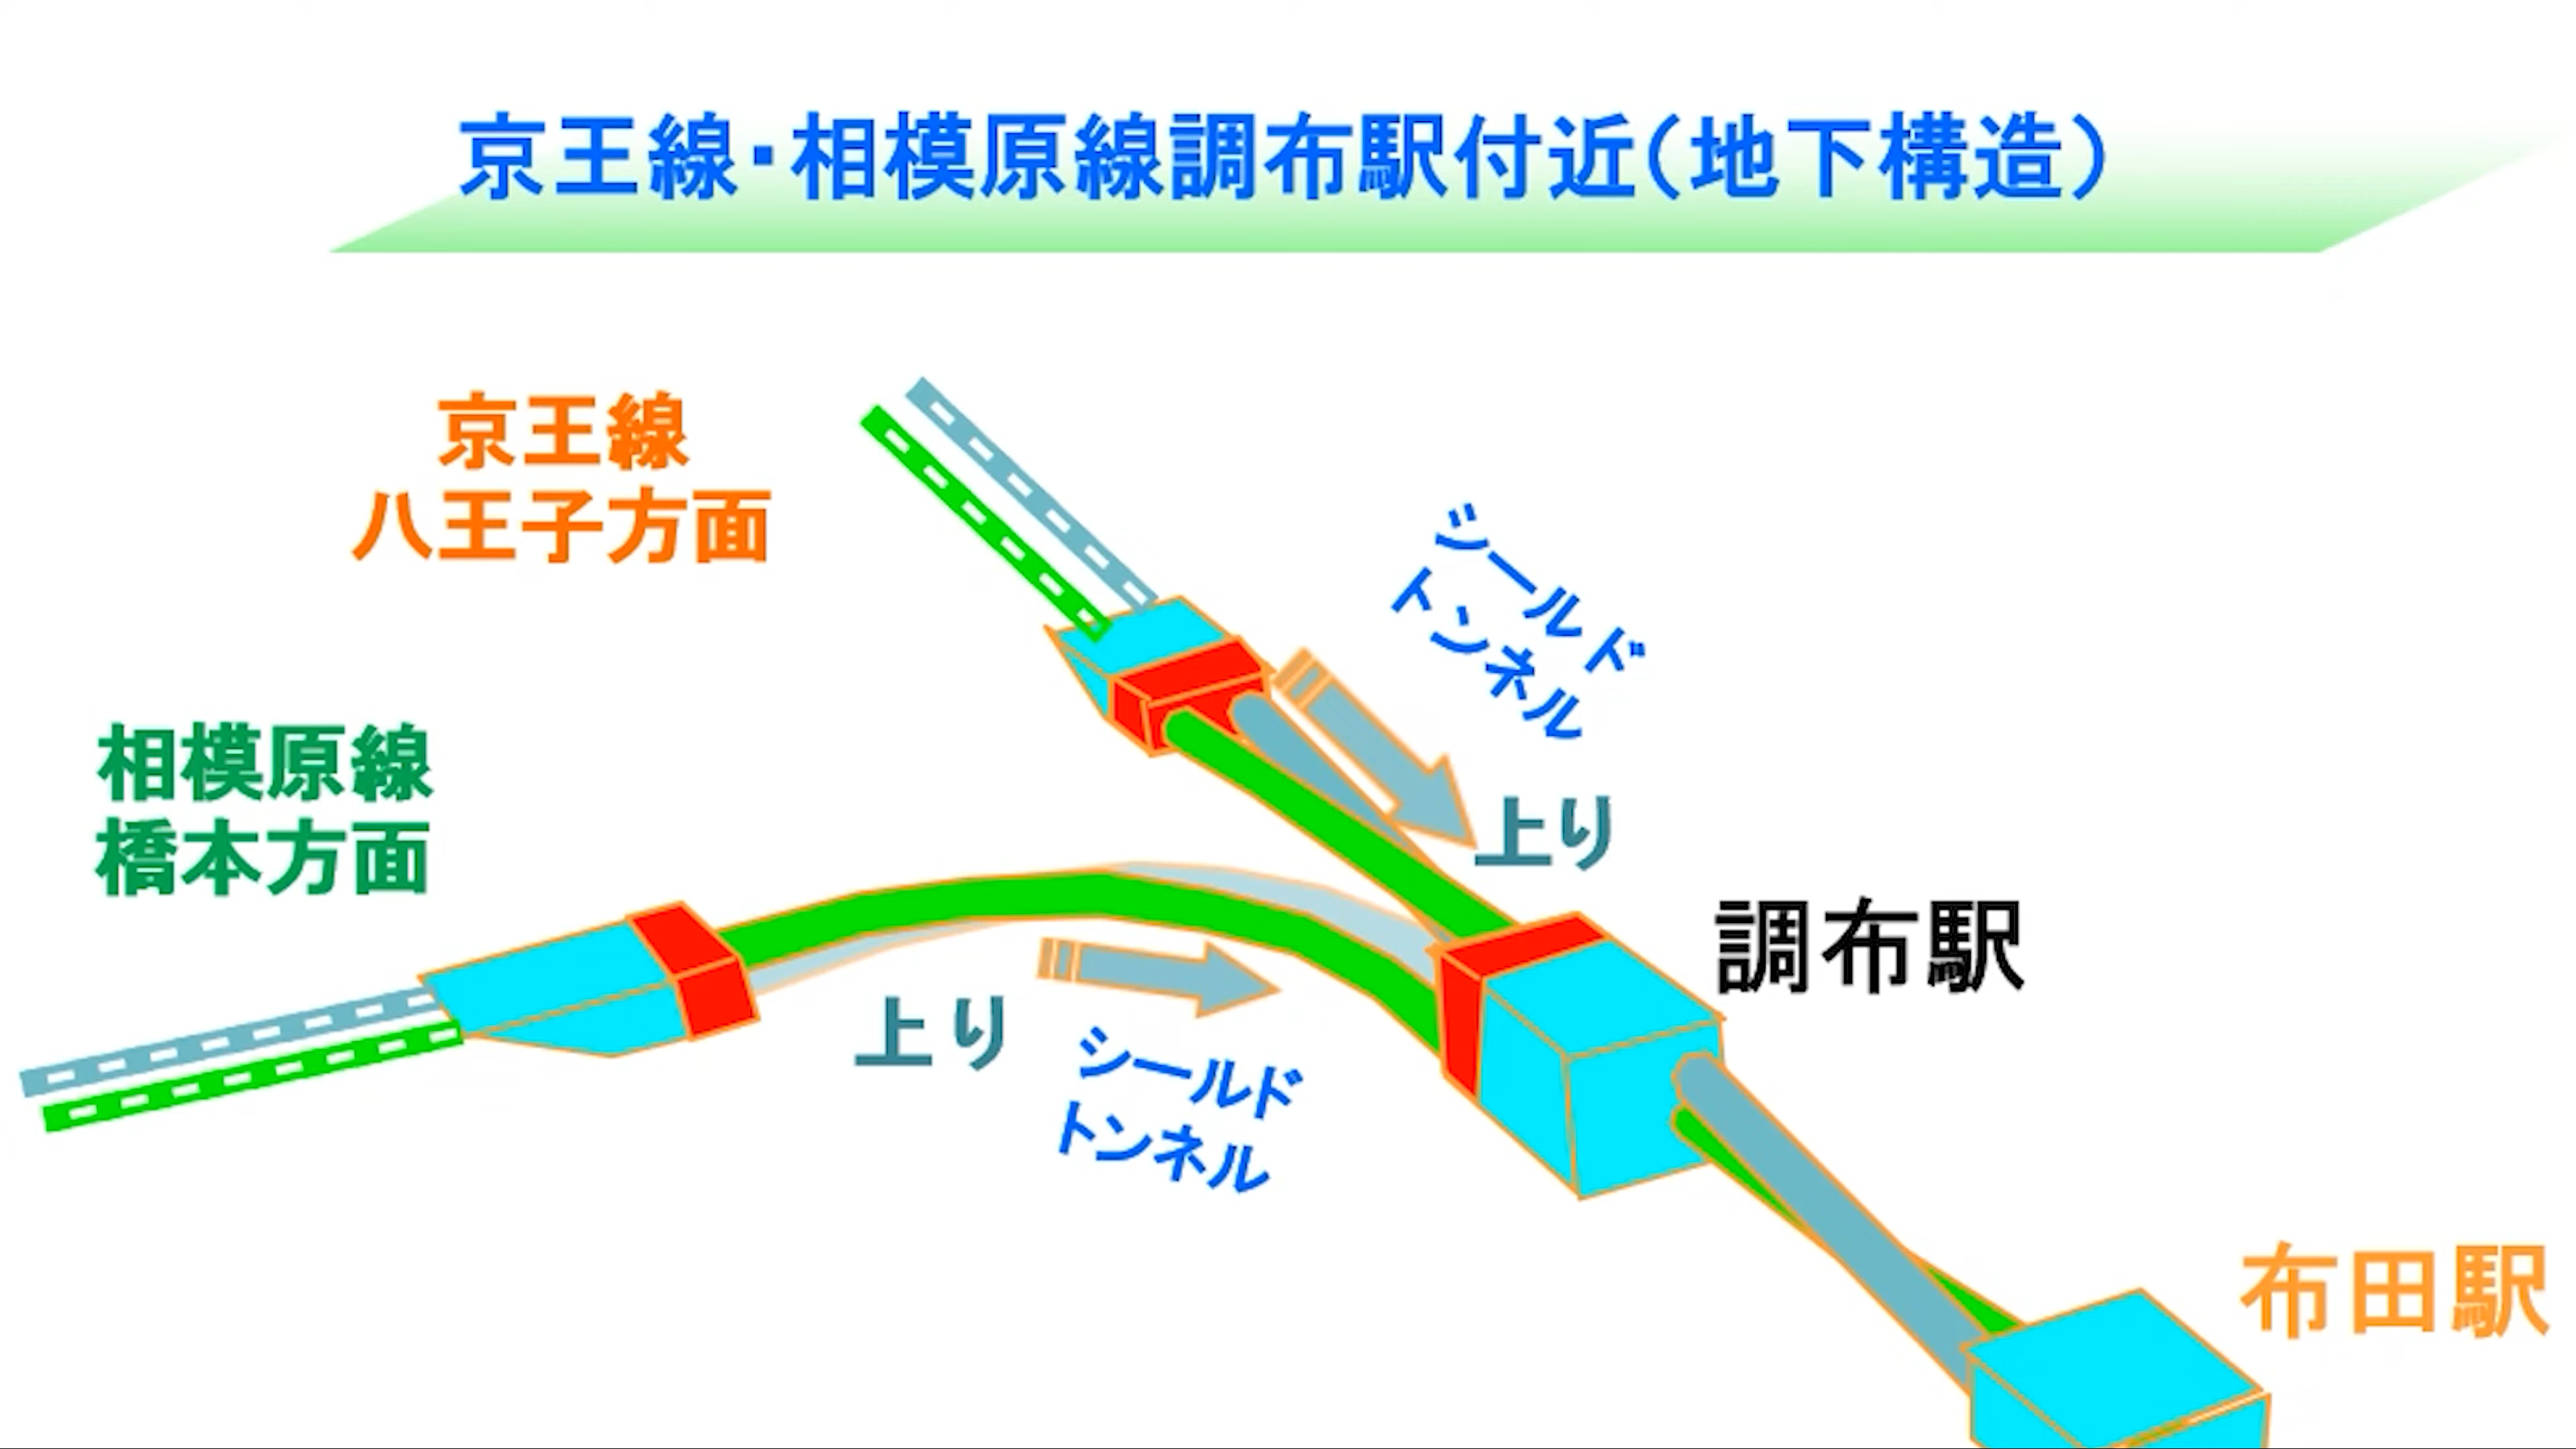 京王線・相模原線調布駅付近(地下構造)
京王線
八王子方面
シールド
トンネル
上り
相模原線
橋本方面
調布駅
上り
シールド
トンネル
布田駅